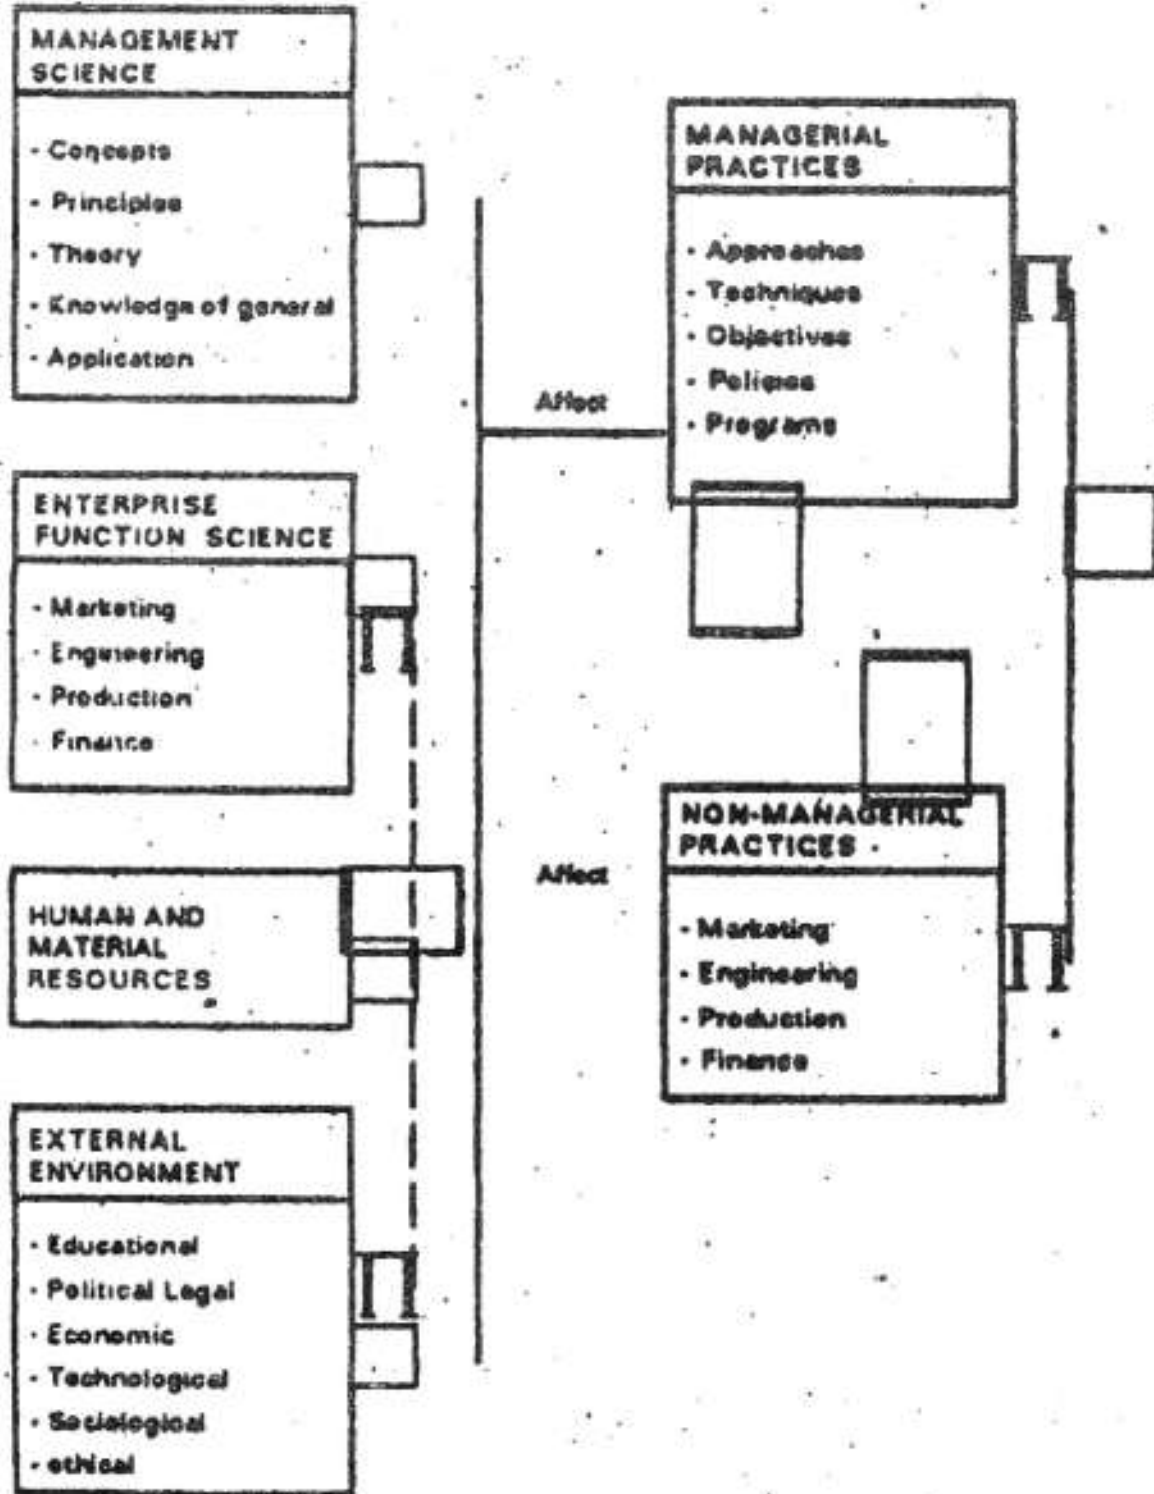 MANAGEMENT
SCIENCE
- Concepts
- Principles
- Theory
- Knowledge of general
- Application
ENTERPRISE
FUNCTION SCIENCE
- Marketing
- Engineering
- Production
- Finance
HUMAN AND
MATERIAL
RESOURCES
EXTERNAL
ENVIRONMENT
- Educational
- Political Legal
- Economic
- Technological
- Sociological
- ethical
Affect
Affect
MANAGERIAL
PRACTICES
- Approaches
- Techniques
- Objectives
- Policies
- Programs
NON-MANAGERIAL
PRACTICES
- Marketing
- Engineering
- Production
- Finance